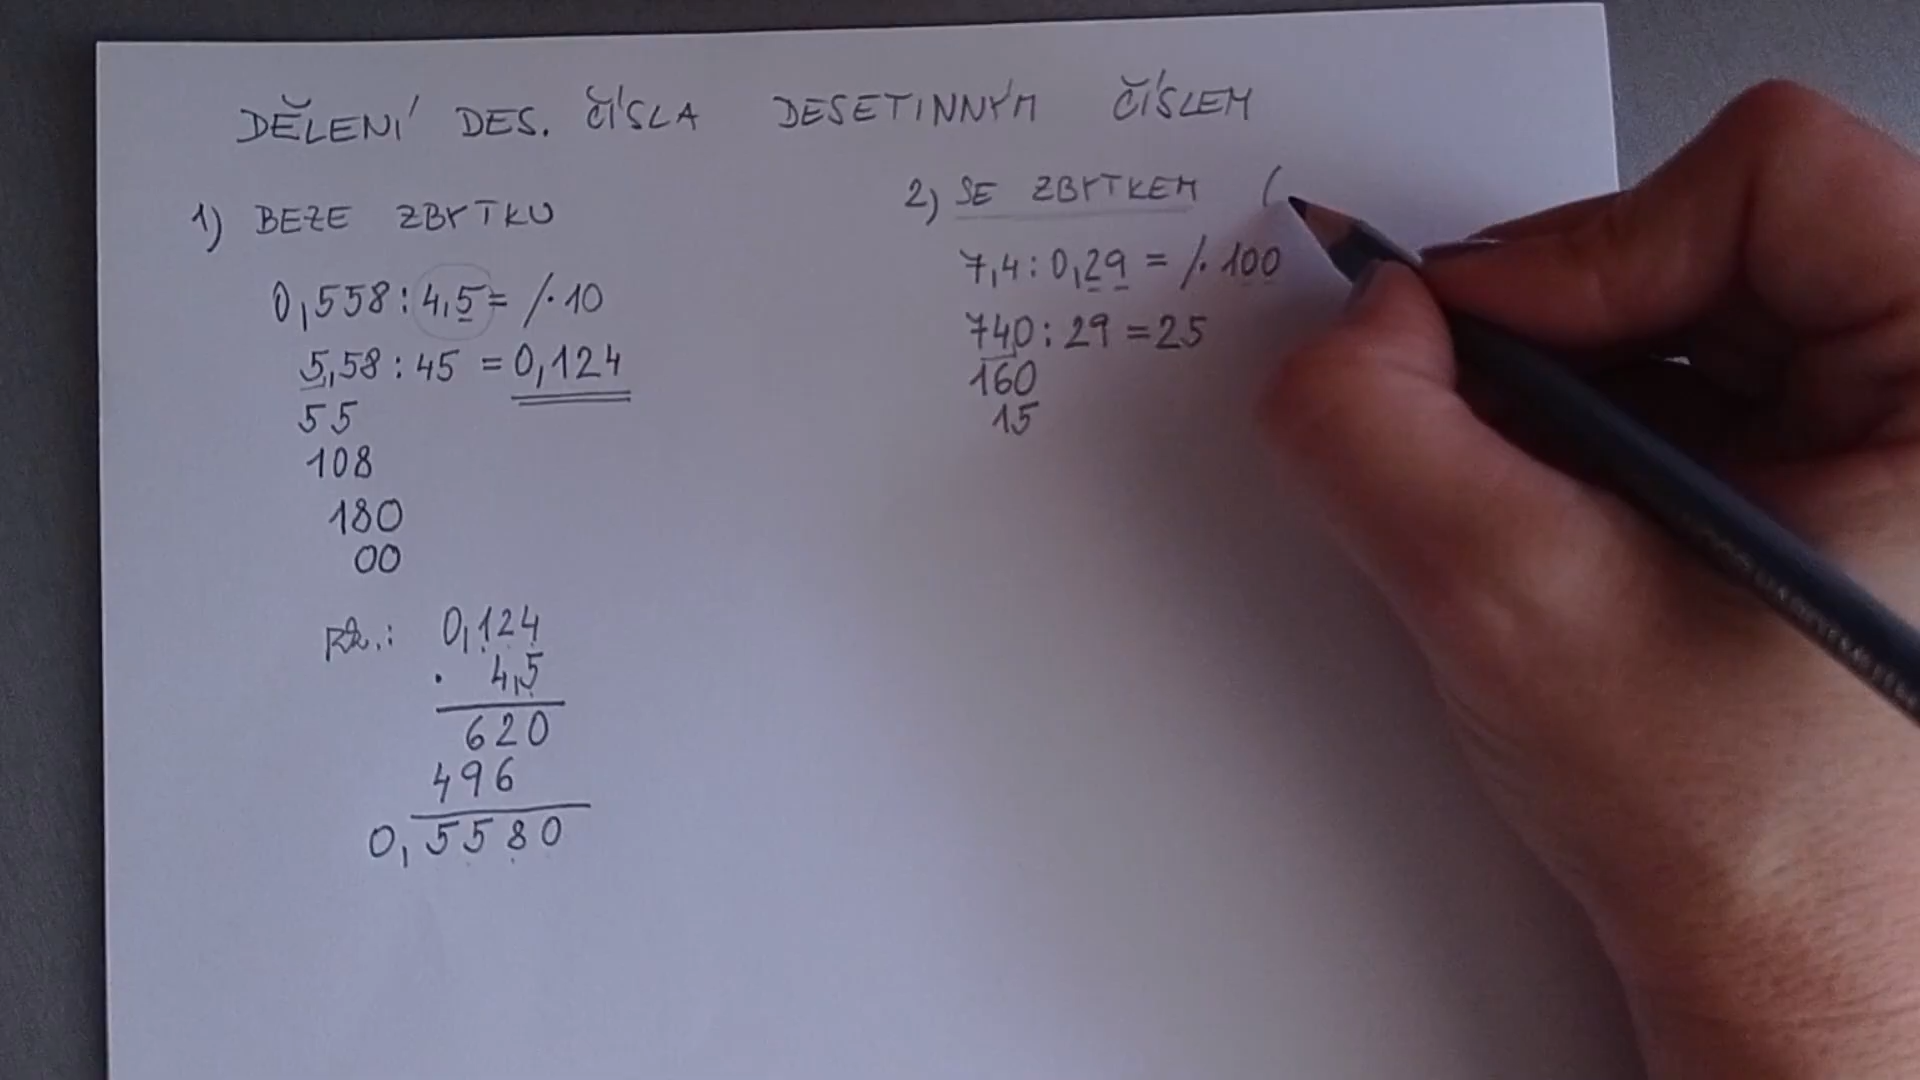 DĚLENÍ DES. ČÍSLA DESETINNÝM ČÍSLEM
1) BEZE ZBYTKU
0,558 : 4,5 = /· 10
5,58 : 45 = 0,124
55
108
180
00
Zk.: 0,124
· 4,5
620
496
0,5580
2) SE ZBYTKEM (
7,4 : 0,29 = /· 100
740 : 29 = 25
160
15